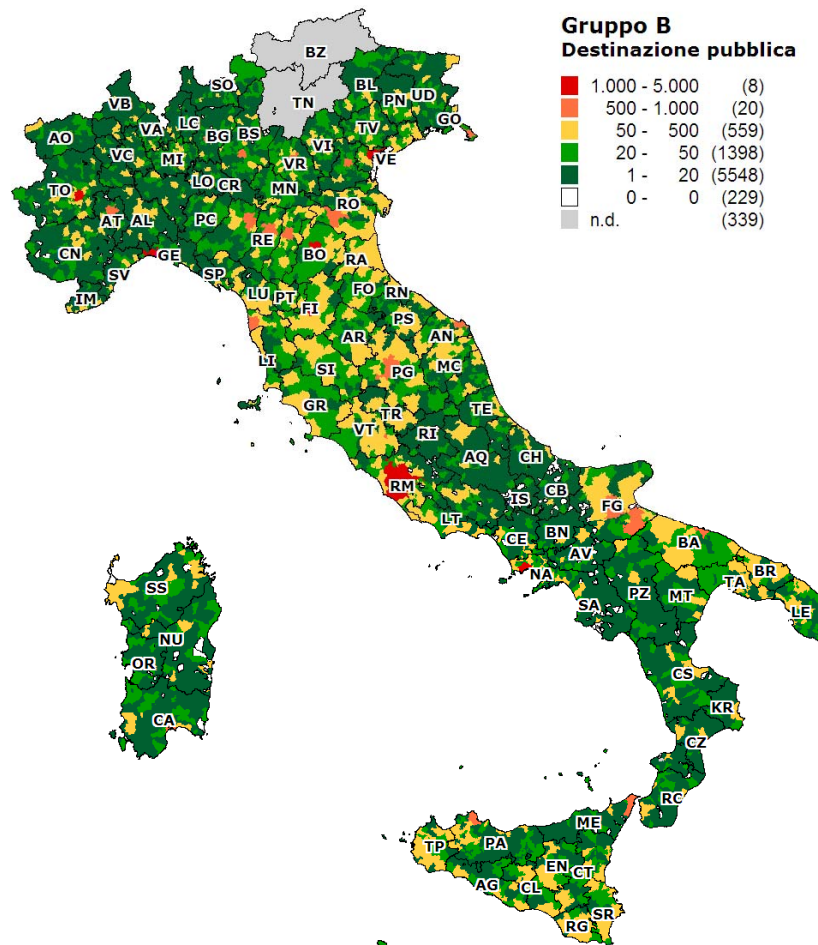 Gruppo B
Destinazione pubblica
1.000 - 5.000 (8)
500 - 1.000 (20)
50 - 500 (559)
20 - 50 (1398)
1 - 20 (5548)
0 - 0 (229)
n.d. (339)
BZ
SO
TN
BL
VB
PN
UD
VA
LC
BG
BS
TV
GO
AO
VC
MI
VI
VR
VE
TO
LO
CR
MN
AT
AL
PC
RO
RE
CN
GE
BO
SV
SP
RA
IM
LU
PT
FO
RN
FI
PS
AR
AN
LI
SI
PG
MC
GR
TR
TE
VT
RI
AQ
CH
RM
IS
CB
FG
LT
CE
BN
BA
NA
AV
BR
SS
SA
PZ
MT
TA
LE
NU
OR
CS
CA
KR
CZ
RC
ME
TP
PA
EN
CT
AG
CL
SR
RG